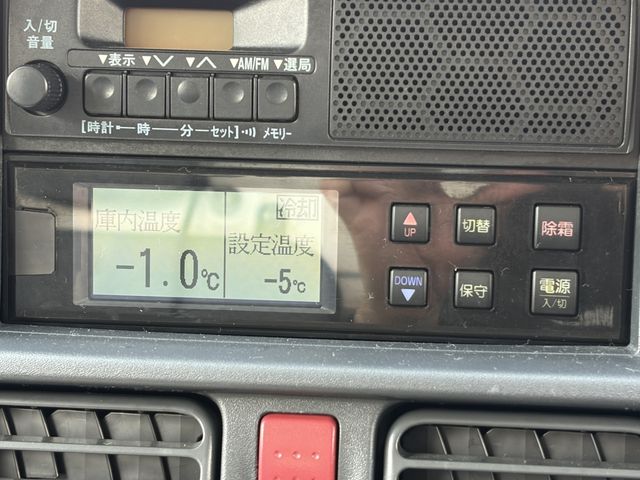 入/切
音量
▼表示 ▼∨ ▼∧ ▼AM/FM ▼選局
[時計 時 分 セット] メモリー
冷却
庫内温度
-1.0℃
設定温度
-5℃
▲
UP
切替
除霜
DOWN
▼
保守
電源
入/切